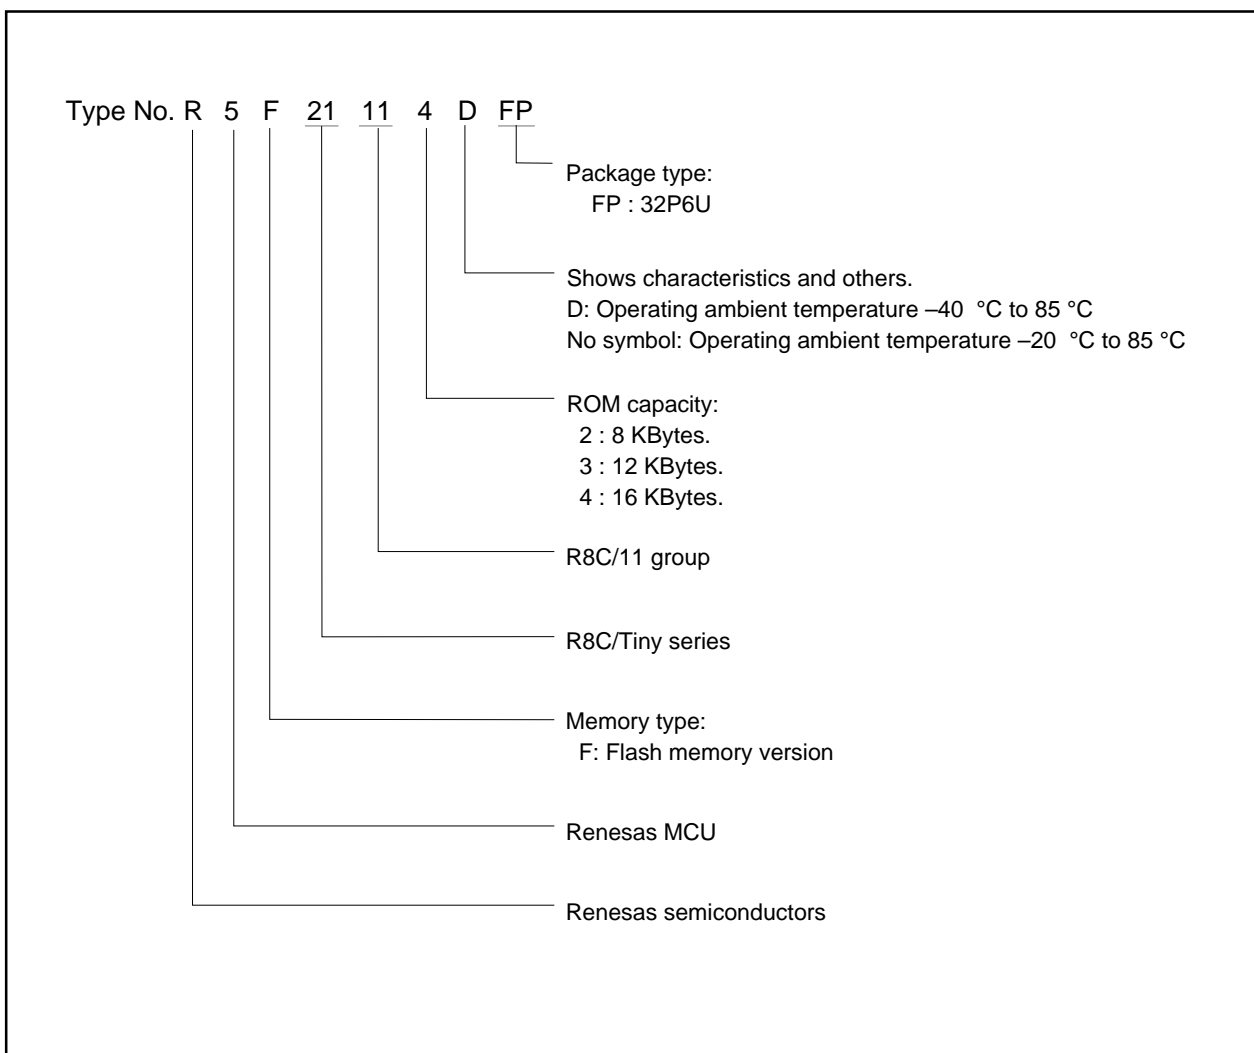 Type No. R 5 F 21 11 4 D FP
Package type:
FP : 32P6U
Shows characteristics and others.
D: Operating ambient temperature –40 °C to 85 °C
No symbol: Operating ambient temperature –20 °C to 85 °C
ROM capacity:
2 : 8 KBytes.
3 : 12 KBytes.
4 : 16 KBytes.
R8C/11 group
R8C/Tiny series
Memory type:
F: Flash memory version
Renesas MCU
Renesas semiconductors